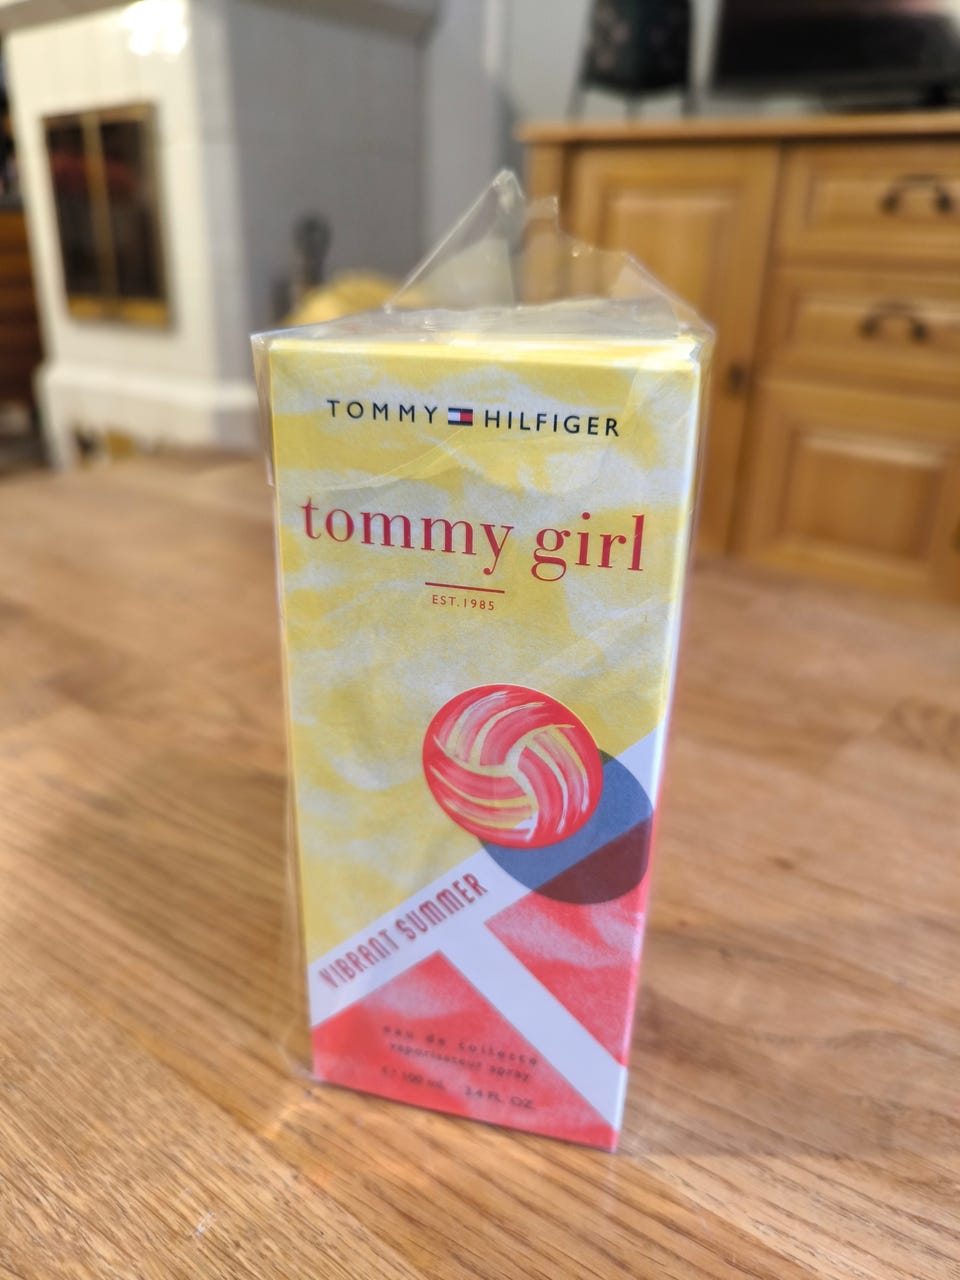 TOMMY HILFIGER
tommy girl
EST.1985
VIBRANT SUMMER
eau de toilette
vaporisateur spray
100 mL 3.4 FL. OZ.